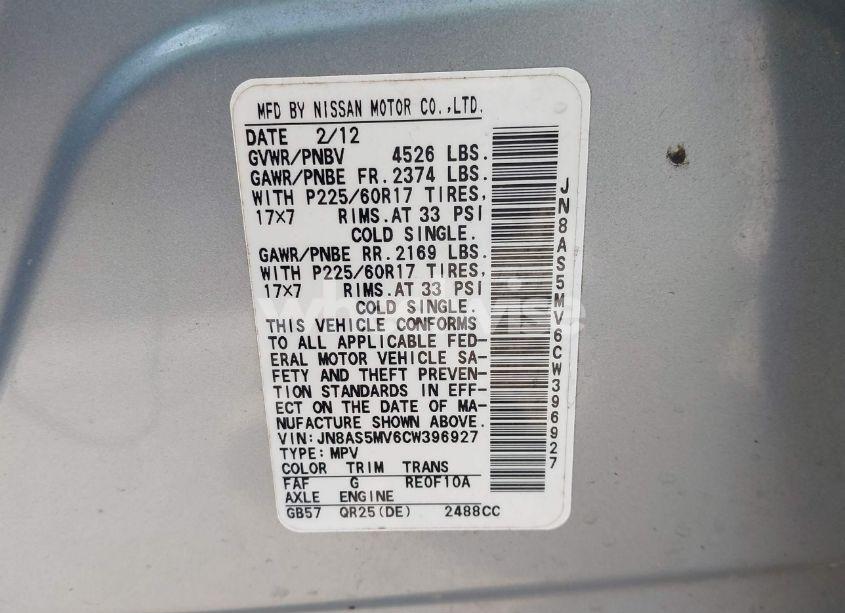 MFD BY NISSAN MOTOR CO.,LTD.
DATE 2/12
GVWR/PNBV 4526 LBS.
GAWR/PNBE FR. 2374 LBS.
WITH P225/60R17 TIRES,
17×7 RIMS.AT 33 PSI
COLD SINGLE.
GAWR/PNBE RR. 2169 LBS.
WITH P225/60R17 TIRES,
17×7 RIMS.AT 33 PSI
COLD SINGLE.
THIS VEHICLE CONFORMS
TO ALL APPLICABLE FED-
ERAL MOTOR VEHICLE SA-
FETY AND THEFT PREVEN-
TION STANDARDS IN EFF-
ECT ON THE DATE OF MA-
NUFACTURE SHOWN ABOVE.
VIN:JN8AS5MV6CW396927
TYPE:MPV
COLOR TRIM TRANS
FAF G RE0F10A
AXLE ENGINE
GB57 QR25(DE) 2488CC
JN8AS5MV6CW396927